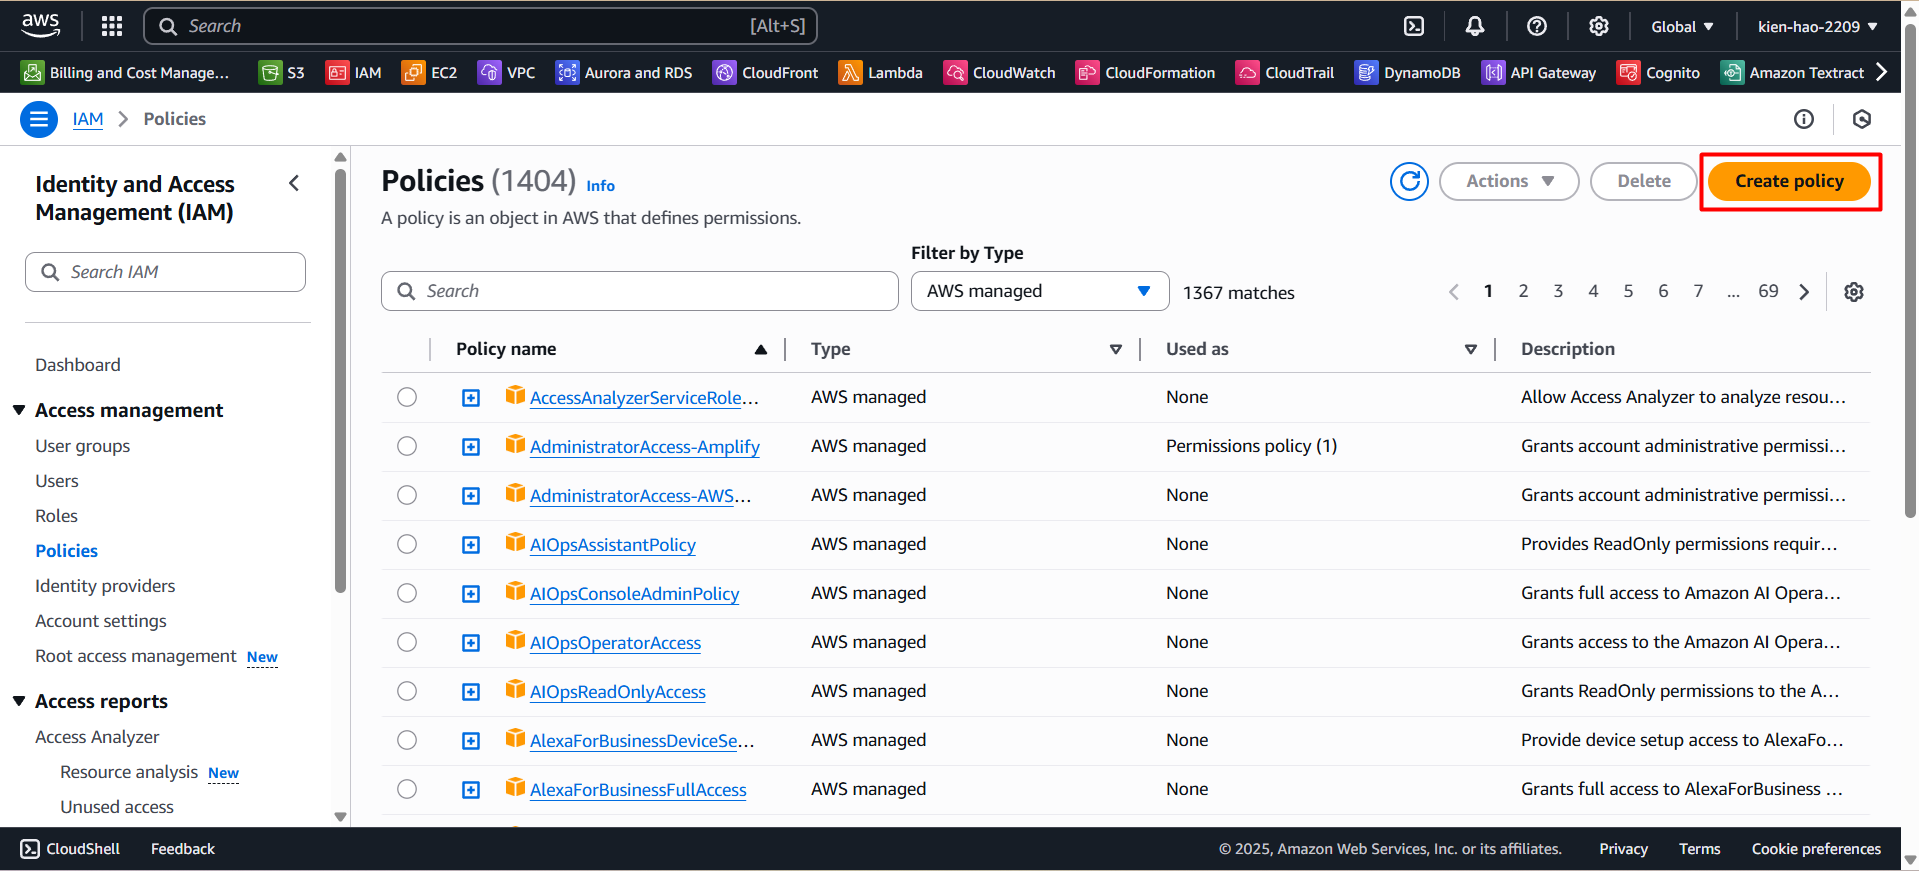 aws
Search [Alt+S]
Global
kien-hao-2209
Billing and Cost Manage...
S3
IAM
EC2
VPC
Aurora and RDS
CloudFront
Lambda
CloudWatch
CloudFormation
CloudTrail
DynamoDB
API Gateway
Cognito
Amazon Textract
IAM
Policies
Identity and Access
Management (IAM)
Search IAM
Dashboard
Access management
User groups
Users
Roles
Policies
Identity providers
Account settings
Root access management New
Access reports
Access Analyzer
Resource analysis New
Unused access
Policies (1404) Info
A policy is an object in AWS that defines permissions.
Actions
Delete
Create policy
Filter by Type
Search
AWS managed
1367 matches
1 2 3 4 5 6 7 ... 69
Policy name Type Used as Description
AccessAnalyzerServiceRole... AWS managed None Allow Access Analyzer to analyze resou...
AdministratorAccess-Amplify AWS managed Permissions policy (1) Grants account administrative permissi...
AdministratorAccess-AWS... AWS managed None Grants account administrative permissi...
AIOpsAssistantPolicy AWS managed None Provides ReadOnly permissions requir...
AIOpsConsoleAdminPolicy AWS managed None Grants full access to Amazon AI Opera...
AIOpsOperatorAccess AWS managed None Grants access to the Amazon AI Opera...
AIOpsReadOnlyAccess AWS managed None Grants ReadOnly permissions to the A...
AlexaForBusinessDeviceSe... AWS managed None Provide device setup access to AlexaFo...
AlexaForBusinessFullAccess AWS managed None Grants full access to AlexaForBusiness ...
CloudShell
Feedback
© 2025, Amazon Web Services, Inc. or its affiliates.
Privacy
Terms
Cookie preferences